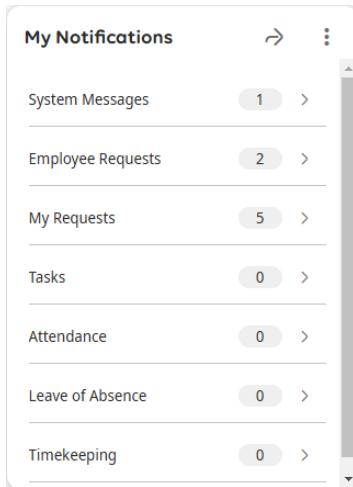 My Notifications
System Messages 1
Employee Requests 2
My Requests 5
Tasks 0
Attendance 0
Leave of Absence 0
Timekeeping 0